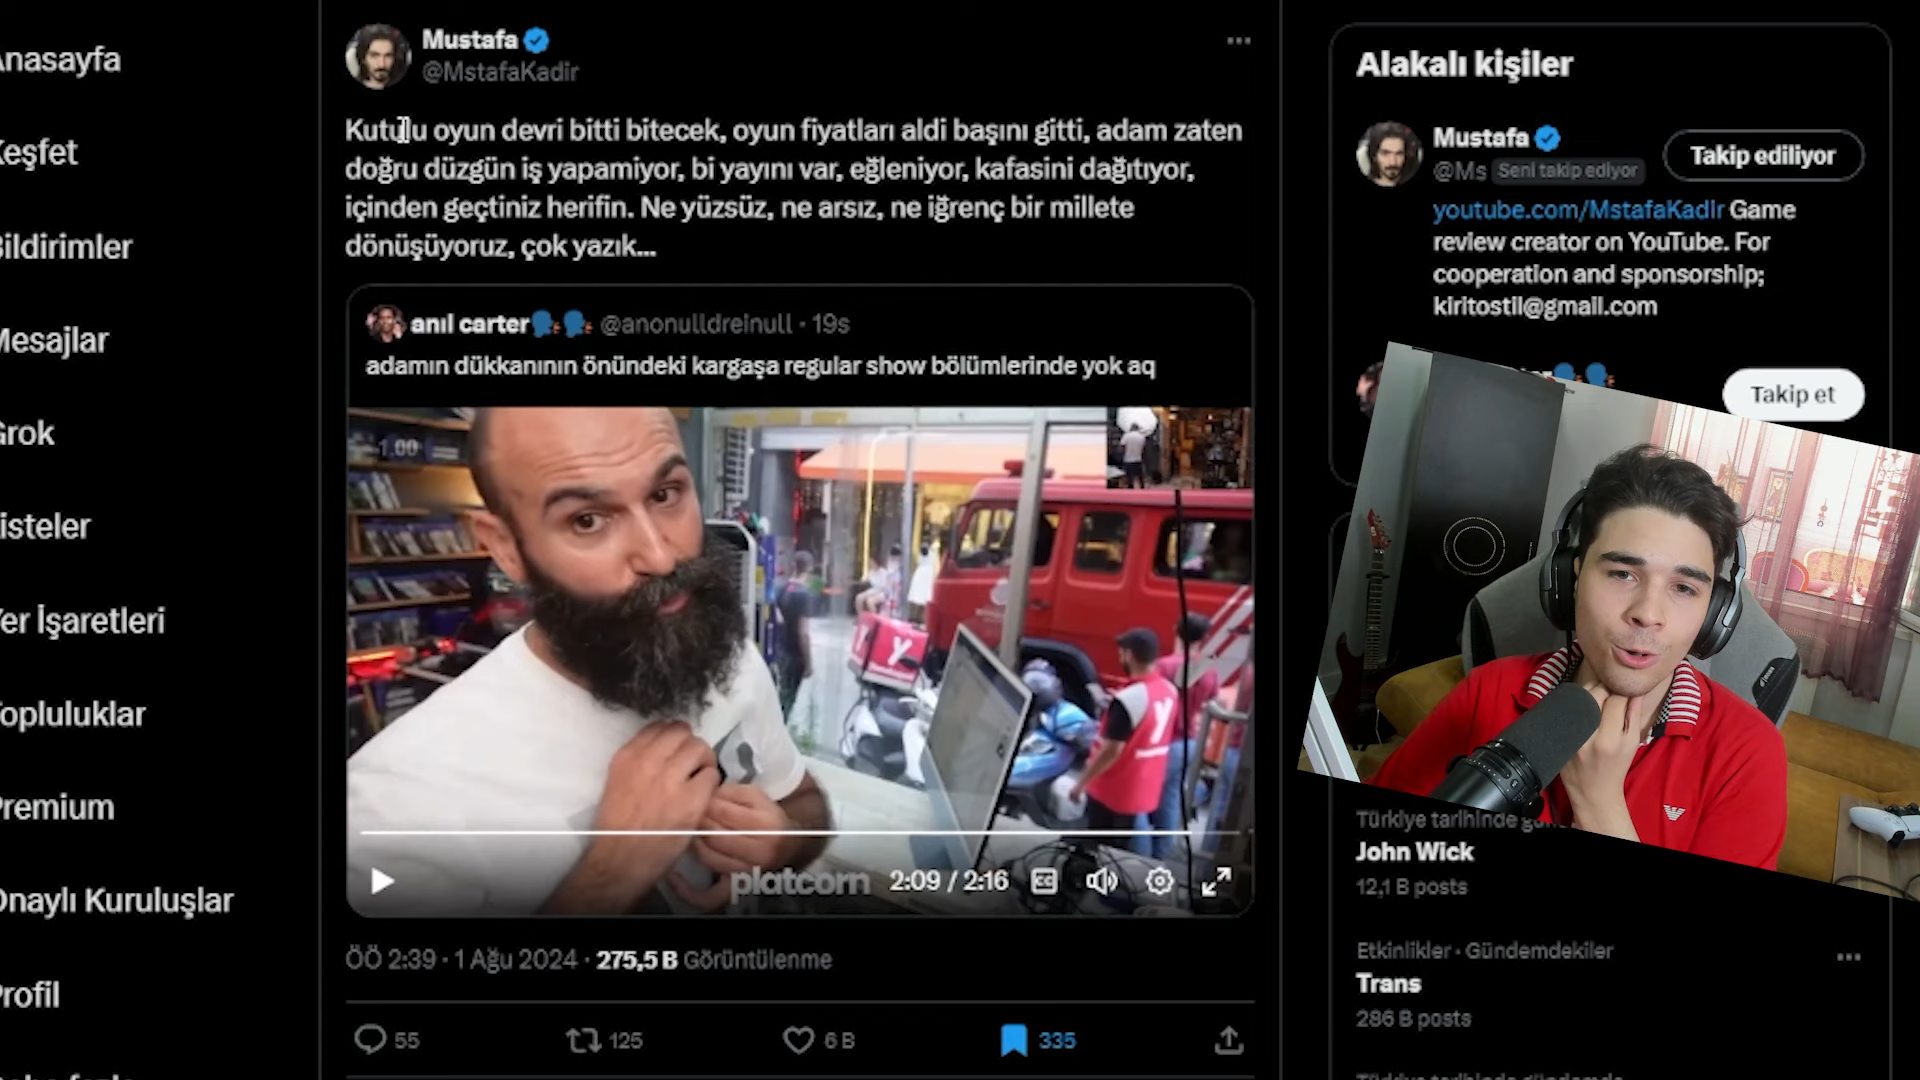 Anasayfa
Keşfet
Bildirimler
Mesajlar
Grok
Listeler
Yer İşaretleri
Topluluklar
Premium
Onaylı Kuruluşlar
Profil
Mustafa
@MstafaKadir
Kutulu oyun devri bitti bitecek, oyun fiyatları aldi başını gitti, adam zaten
doğru düzgün iş yapamiyor, bi yayını var, eğleniyor, kafasini dağıtıyor,
içinden geçtiniz herifin. Ne yüzsüz, ne arsız, ne iğrenç bir millete
dönüşüyoruz, çok yazık...
anıl carter @anonulldreinull · 19s
adamın dükkanının önündeki kargaşa regular show bölümlerinde yok aq
1.00
platcorn 2:09 / 2:16
CC
ÖÖ 2:39 · 1 Ağu 2024 · 275,5 B Görüntülenme
55 125 6 B 335
Alakalı kişiler
Mustafa
@Ms Seni takip ediyor
Takip ediliyor
youtube.com/MstafaKadir Game
review creator on YouTube. For
cooperation and sponsorship;
kiritostil@gmail.com
Takip et
Türkiye tarihinde
John Wick
12,1 B posts
Etkinlikler · Gündemdekiler
Trans
286 B posts